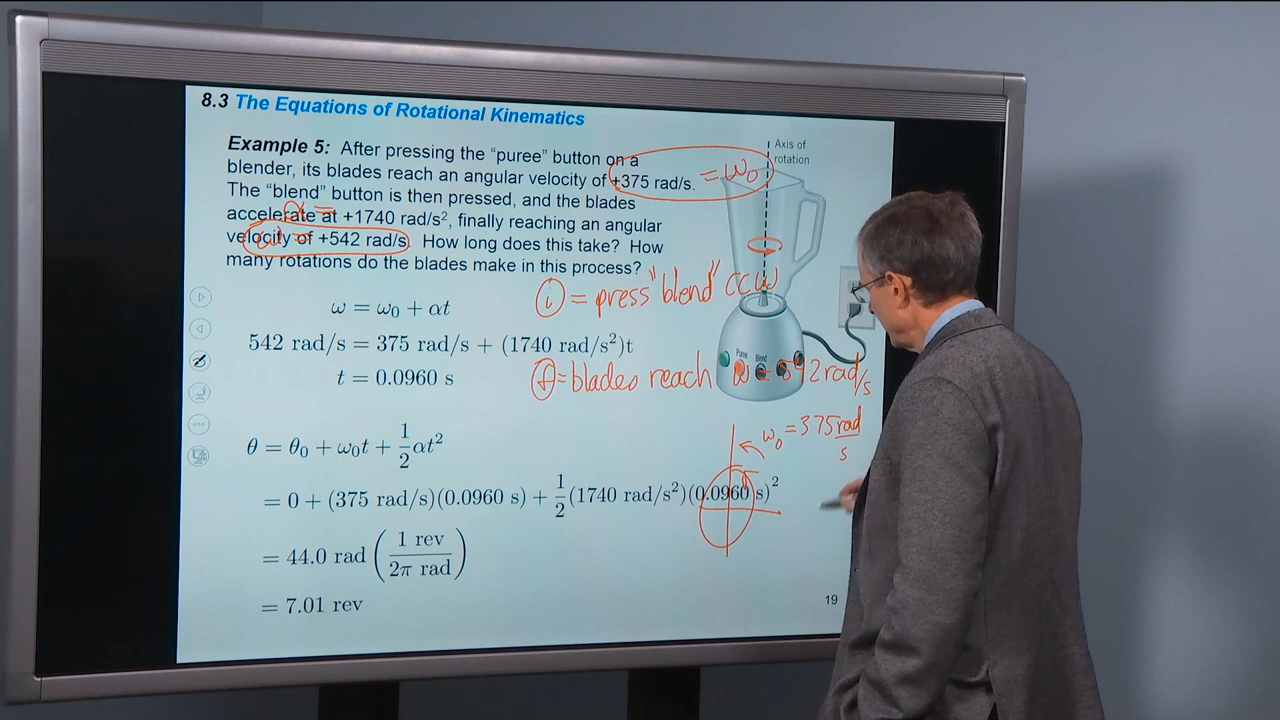 8.3 The Equations of Rotational Kinematics
Example 5: After pressing the “puree” button on a
blender, its blades reach an angular velocity of +375 rad/s. = ω₀
The “blend” button is then pressed, and the blades
α =
accelerate at +1740 rad/s², finally reaching an angular
velocity of +542 rad/s. How long does this take? How
many rotations do the blades make in this process?
Axis of
rotation
ω = ω₀ + αt
i = press "blend" CCW
542 rad/s = 375 rad/s + (1740 rad/s²)t
t = 0.0960 s
Puree Blend
f = blades reach ω = 542 rad/s
ω₀ = 375 rad/s
θ = θ₀ + ω₀t + 1/2 αt²
= 0 + (375 rad/s)(0.0960 s) + 1/2 (1740 rad/s²)(0.0960 s)²
= 44.0 rad (1 rev / 2π rad)
= 7.01 rev
19